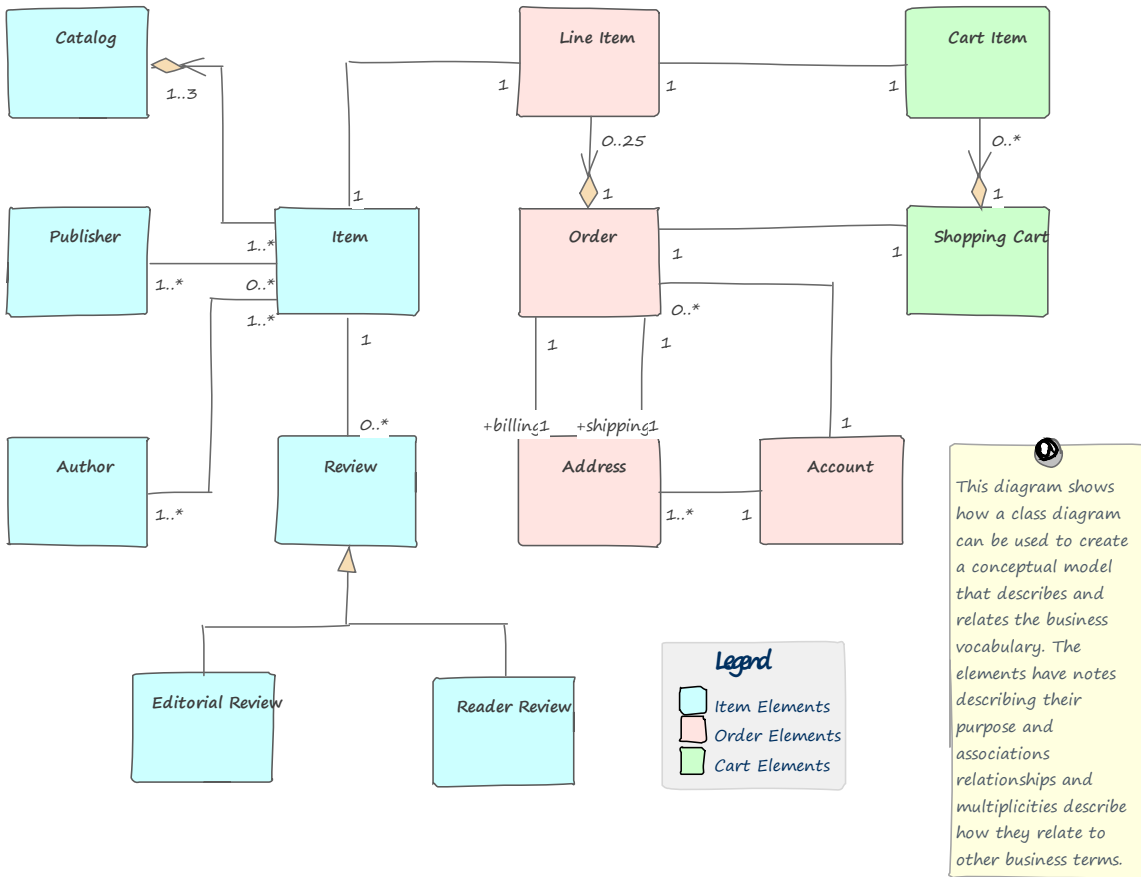 Catalog
Line Item
Cart Item
1..3
1
1
1
0..25
0..*
1
1
1
Publisher
Item
Order
Shopping Cart
1..*
1
1
1..*
0..*
0..*
1..*
1
1
1
0..*
1
+billing 1
+shipping 1
Author
Review
Address
Account
1..*
1..*
1
Editorial Review
Reader Review
Legend
Item Elements
Order Elements
Cart Elements
This diagram shows
how a class diagram
can be used to create
a conceptual model
that describes and
relates the business
vocabulary. The
elements have notes
describing their
purpose and
associations
relationships and
multiplicities describe
how they relate to
other business terms.